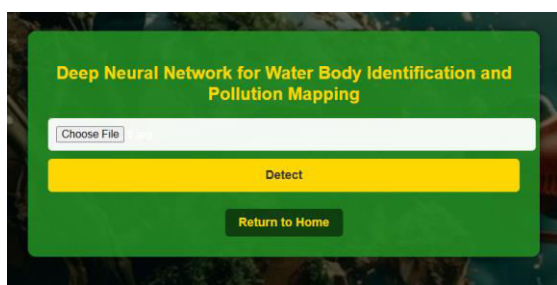 Deep Neural Network for Water Body Identification and
Pollution Mapping
Choose File
Detect
Return to Home